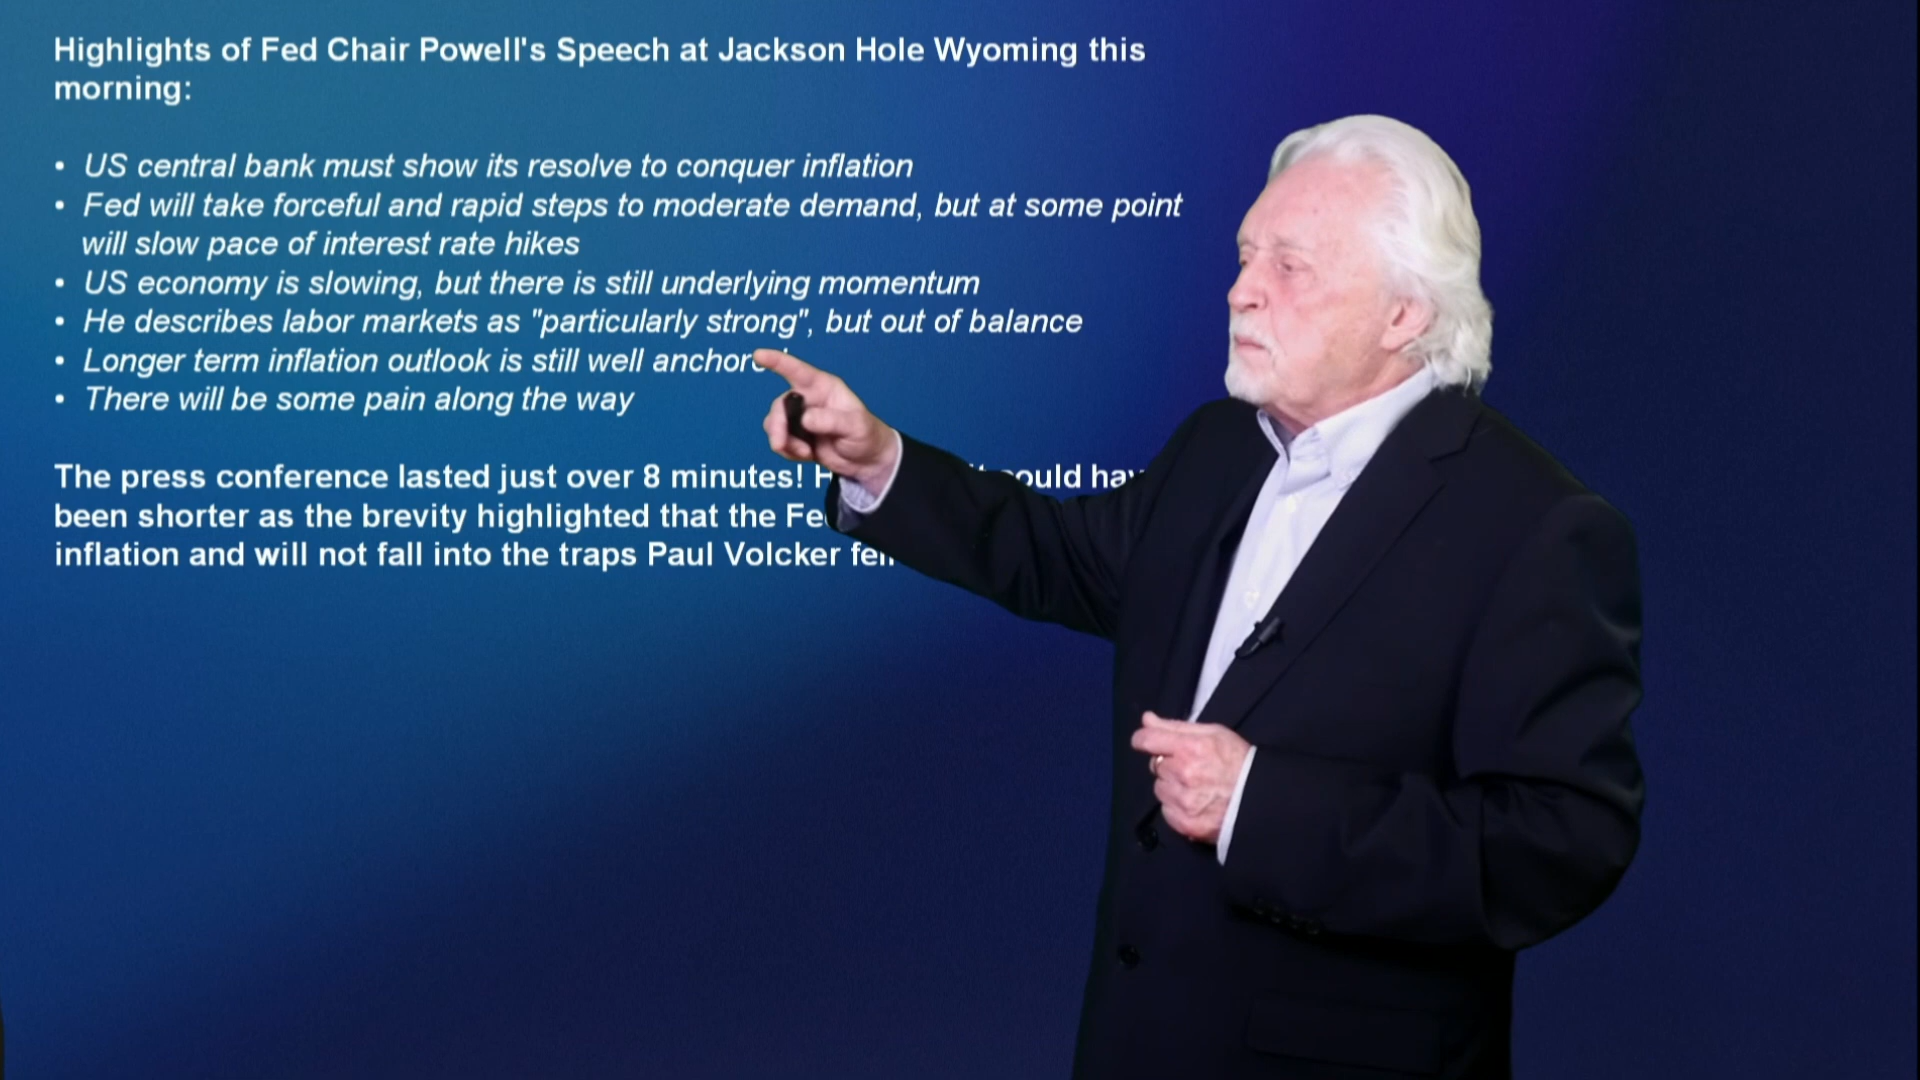 Highlights of Fed Chair Powell's Speech at Jackson Hole Wyoming this
morning:
• US central bank must show its resolve to conquer inflation
• Fed will take forceful and rapid steps to moderate demand, but at some point
will slow pace of interest rate hikes
• US economy is slowing, but there is still underlying momentum
• He describes labor markets as "particularly strong", but out of balance
• Longer term inflation outlook is still well
• There will be some pain along the way
The press conference lasted just over 8 minutes!
been shorter as the brevity highlighted that the
inflation and will not fall into the traps Paul Volcker